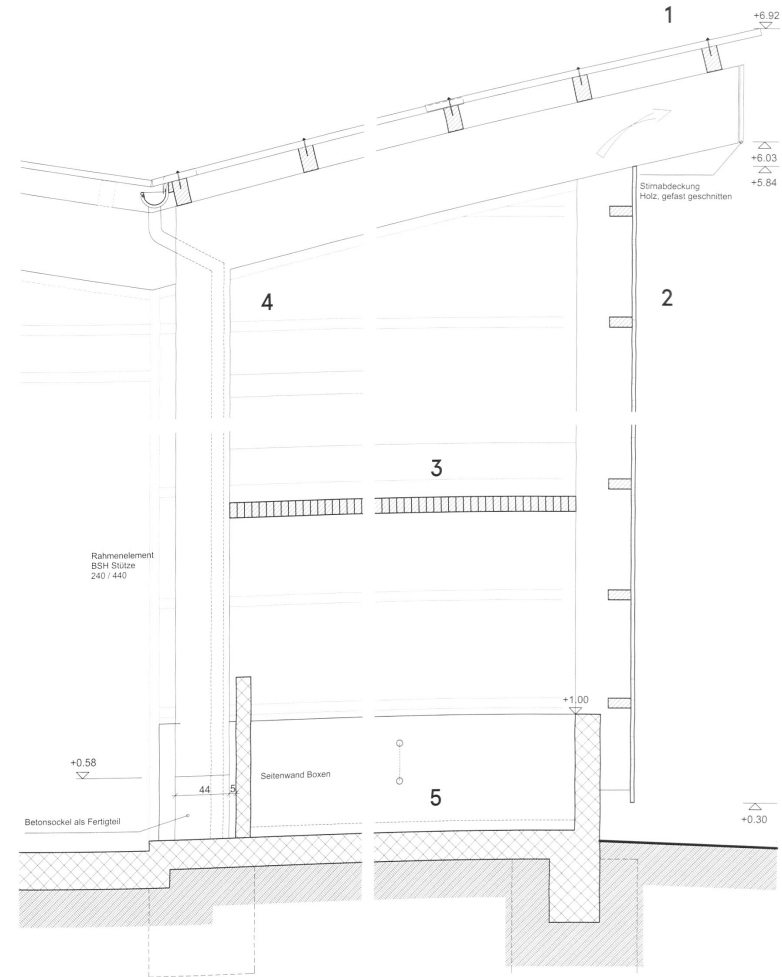 1
+6.92
+6.03
+5.84
Stirnabdeckung
Holz, gefast geschnitten
2
4
3
Rahmenelement
BSH Stütze
240 / 440
+1.00
+0.58
Seitenwand Boxen
44
5
5
Betonsockel als Fertigteil
+0.30